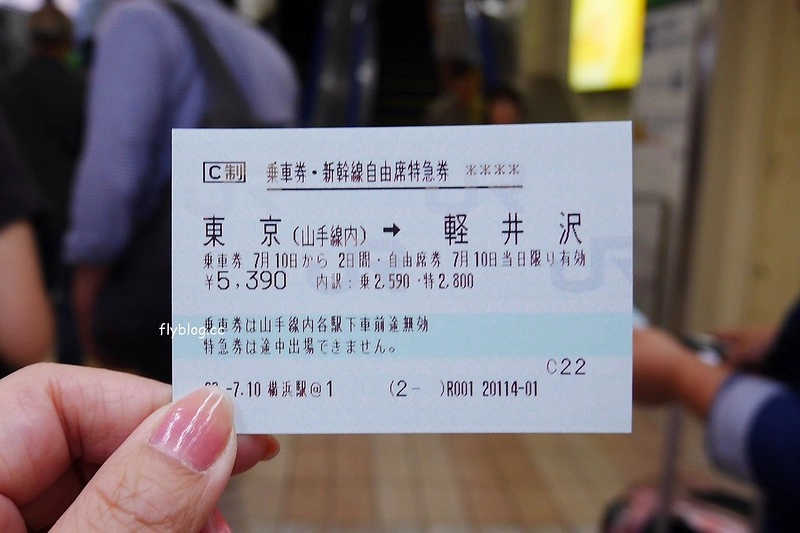 C制 乗車券・新幹線自由席特急券 ****
東京(山手線内) → 軽井沢
乗車券 7月10日から 2日間・自由席券 7月10日当日限り有効
¥5,390 内訳:乗2,590・特2,800
乗車券は山手線内各駅下車前途無効
flyblog.cc
特急券は途中出場できません。
C22
-7.10 横浜駅@1 (2- )R001 20114-01